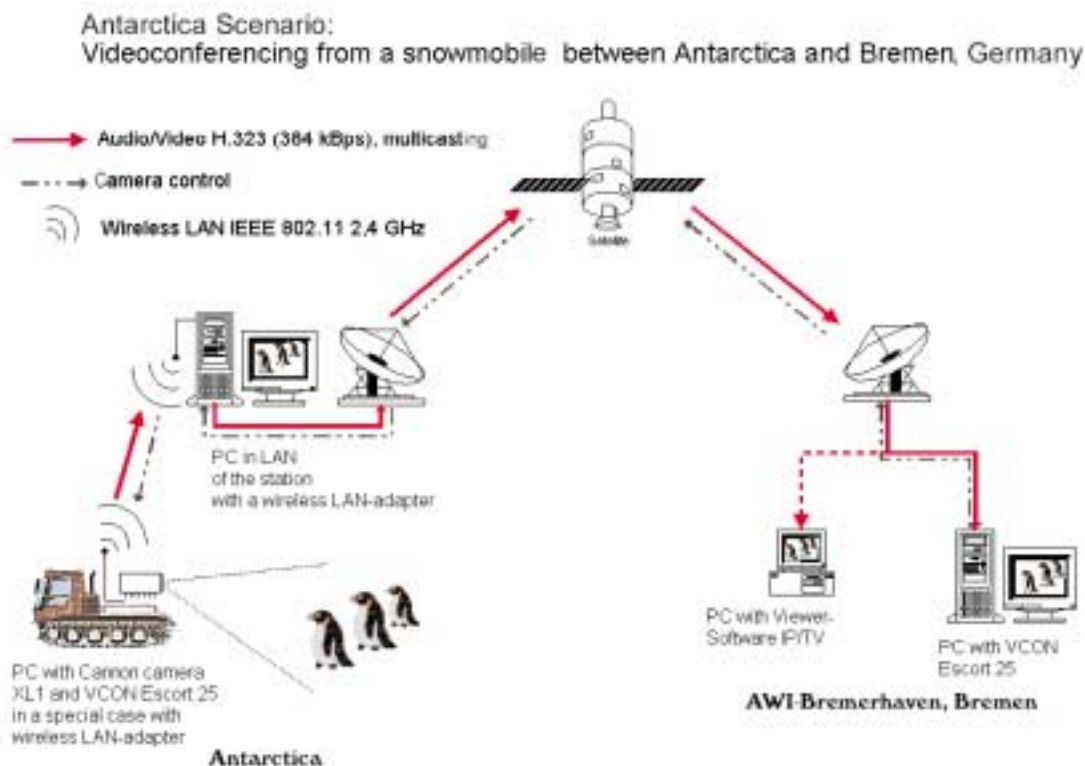 Antarctica Scenario:
Videoconferencing from a snowmobile between Antarctica and Bremen, Germany
Audio/Video H.323 (384 kBps), multicasting
Camera control
Wireless LAN IEEE 802.11 2.4 GHz
Satellite
PC in LAN
of the station
with a wireless LAN-adapter
PC with Cannon camera
XL1 and VCON Escort 25
in a special case with
wireless LAN-adapter
Antarctica
PC with Viewer-
Software IP/TV
PC with VCON
Escort 25
AWI-Bremerhaven, Bremen